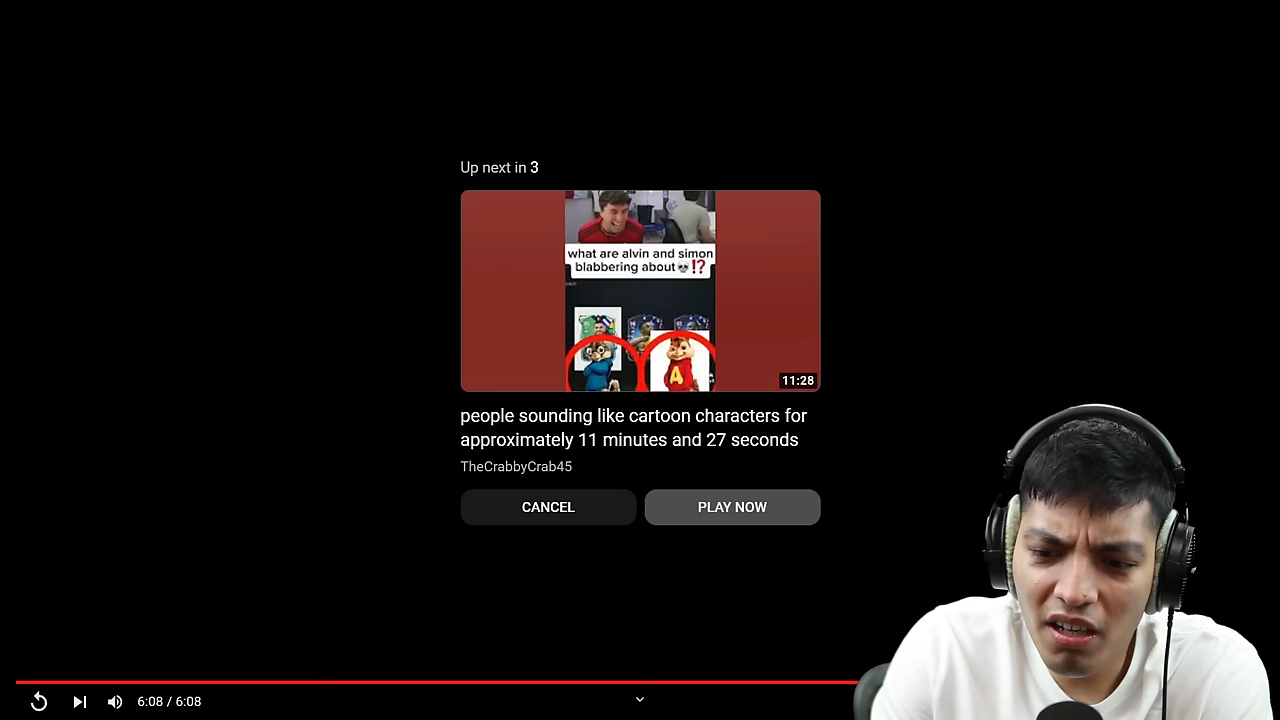 Up next in 3
what are alvin and simon
blabbering about💀⁉️
A
11:28
people sounding like cartoon characters for
approximately 11 minutes and 27 seconds
TheCrabbyCrab45
CANCEL
PLAY NOW
6:08 / 6:08